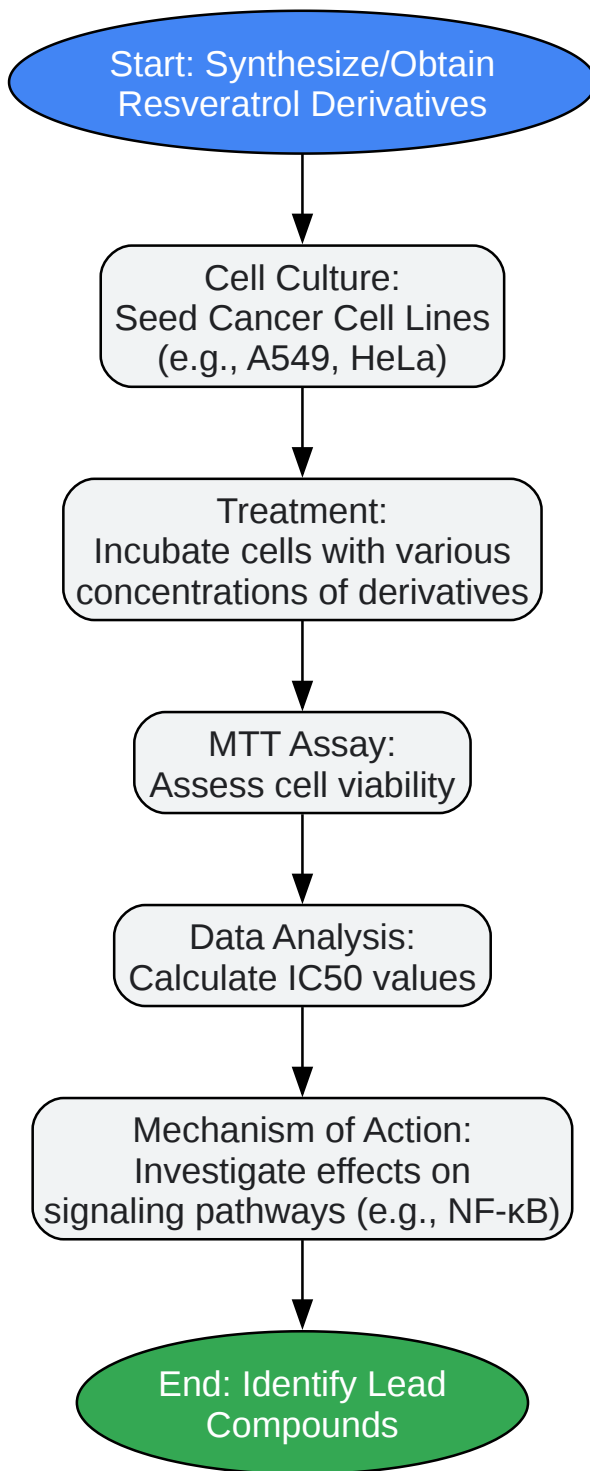 Start: Synthesize/Obtain
Resveratrol Derivatives
Cell Culture:
Seed Cancer Cell Lines
(e.g., A549, HeLa)
Treatment:
Incubate cells with various
concentrations of derivatives
MTT Assay:
Assess cell viability
Data Analysis:
Calculate IC50 values
Mechanism of Action:
Investigate effects on
signaling pathways (e.g., NF-κB)
End: Identify Lead
Compounds